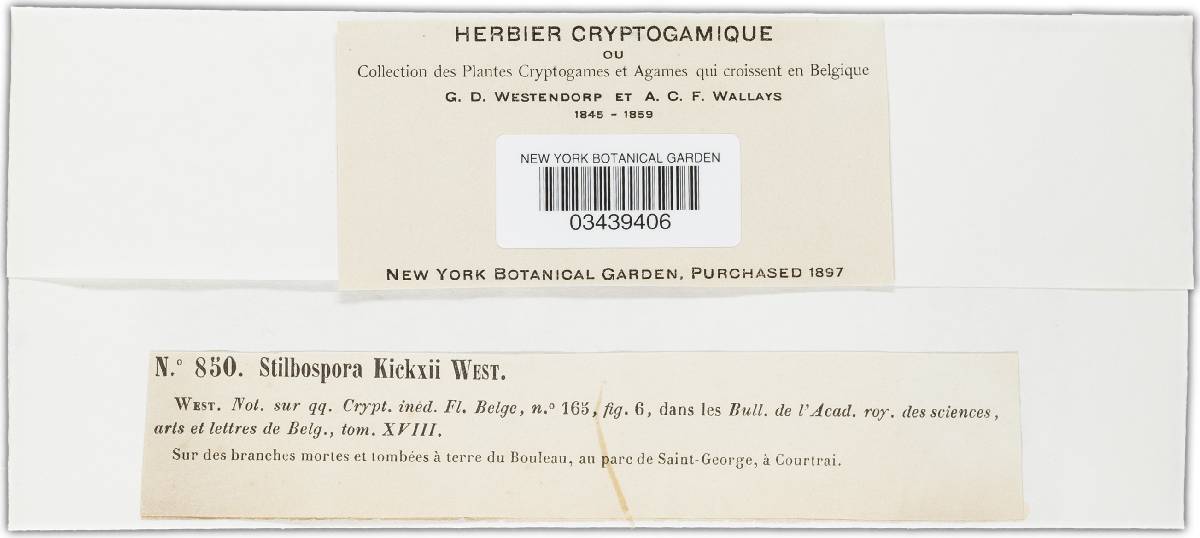 HERBIER CRYPTOGAMIQUE
OU
Collection des Plantes Cryptogames et Agames qui croissent en Belgique
G. D. WESTENDORP ET A. C. F. WALLAYS
1845 - 1859
NEW YORK BOTANICAL GARDEN
03439406
NEW YORK BOTANICAL GARDEN, PURCHASED 1897
N.° 850. Stilbospora Kickxii WEST.
WEST. Not. sur qq. Crypt. inéd. Fl. Belge, n.° 165, fig. 6, dans les Bull. de l'Acad. roy. des sciences,
arts et lettres de Belg., tom. XVIII.
Sur des branches mortes et tombées à terre du Bouleau, au parc de Saint-George, à Courtrai.